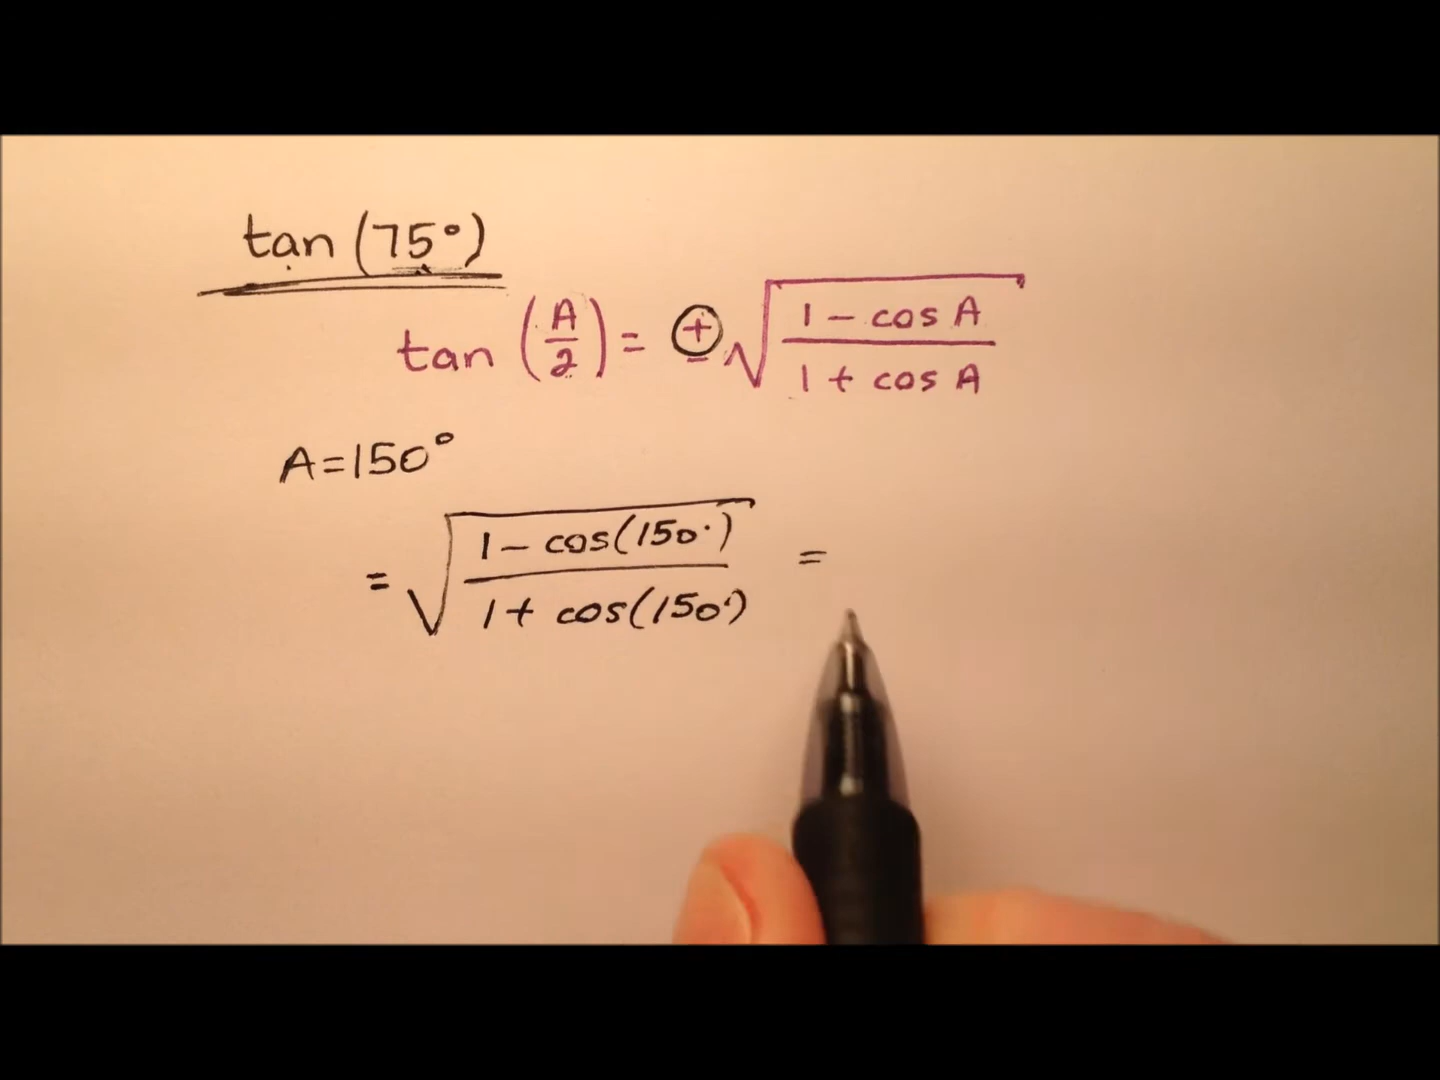 tan (75°)
tan (A/2) = ± √((1 - cos A)/(1 + cos A))
A = 150°
= √((1 - cos(150°))/(1 + cos(150°))) =